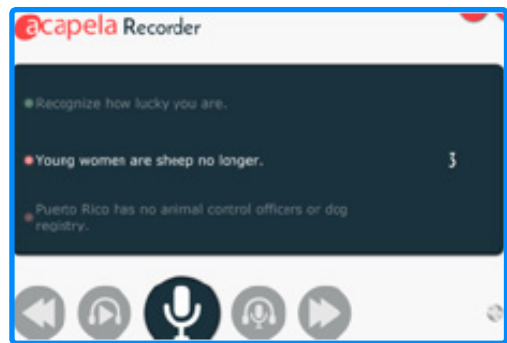 acapela Recorder
Recognize how lucky you are.
Young women are sheep no longer.
3
Puerto Rico has no animal control officers or dog
registry.